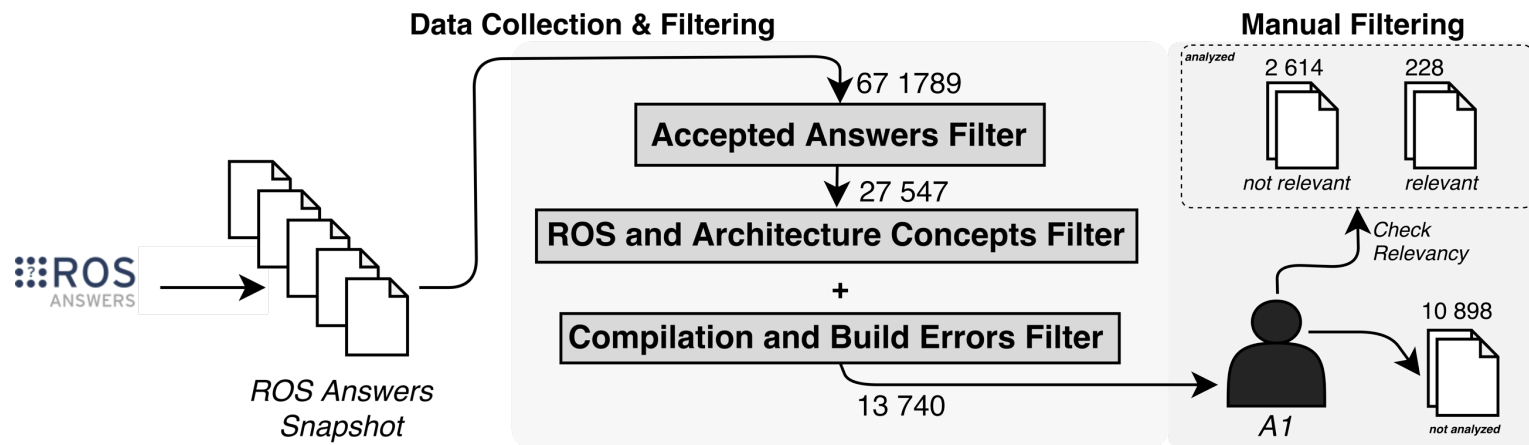 Data Collection & Filtering
Manual Filtering
analyzed
2 614
228
67 1789
Accepted Answers Filter
not relevant
relevant
27 547
ROS and Architecture Concepts Filter
Check
Relevancy
?
ROS
ANSWERS
+
10 898
Compilation and Build Errors Filter
ROS Answers
Snapshot
13 740
A1
not analyzed